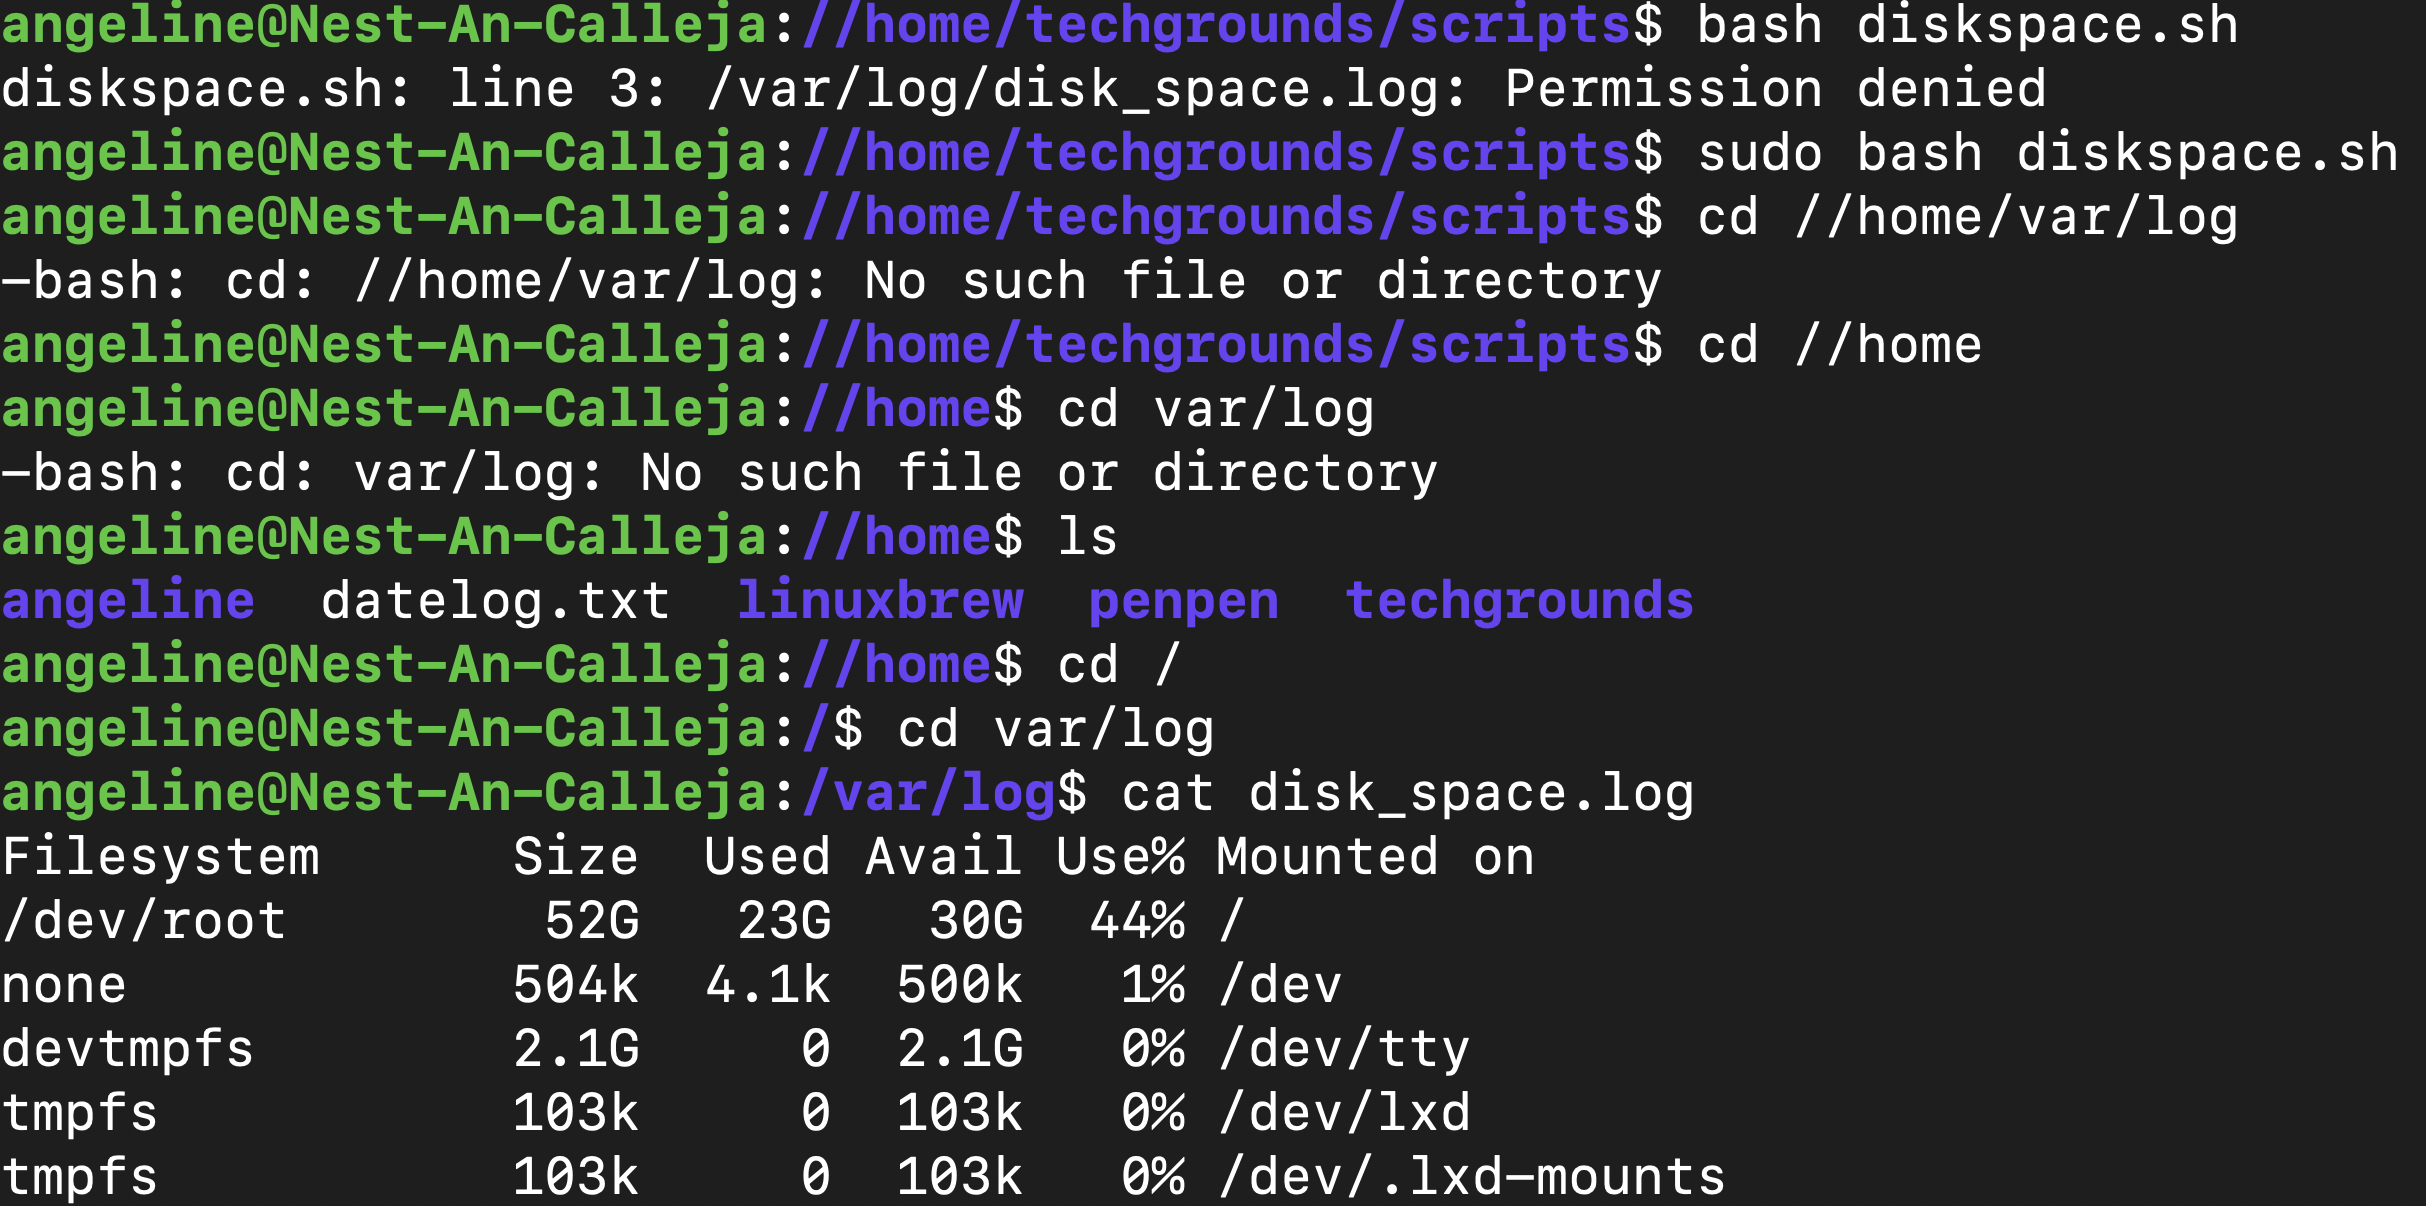 angeline@Nest-An-Calleja://home/techgrounds/scripts$ bash diskspace.sh
diskspace.sh: line 3: /var/log/disk_space.log: Permission denied
angeline@Nest-An-Calleja://home/techgrounds/scripts$ sudo bash diskspace.sh
angeline@Nest-An-Calleja://home/techgrounds/scripts$ cd //home/var/log
-bash: cd: //home/var/log: No such file or directory
angeline@Nest-An-Calleja://home/techgrounds/scripts$ cd //home
angeline@Nest-An-Calleja://home$ cd var/log
-bash: cd: var/log: No such file or directory
angeline@Nest-An-Calleja://home$ ls
angeline  datelog.txt  linuxbrew  penpen  techgrounds
angeline@Nest-An-Calleja://home$ cd /
angeline@Nest-An-Calleja:/$ cd var/log
angeline@Nest-An-Calleja:/var/log$ cat disk_space.log
Filesystem      Size  Used Avail Use% Mounted on
/dev/root        52G   23G   30G  44% /
none            504k  4.1k  500k   1% /dev
devtmpfs        2.1G     0  2.1G   0% /dev/tty
tmpfs           103k     0  103k   0% /dev/lxd
tmpfs           103k     0  103k   0% /dev/.lxd-mounts